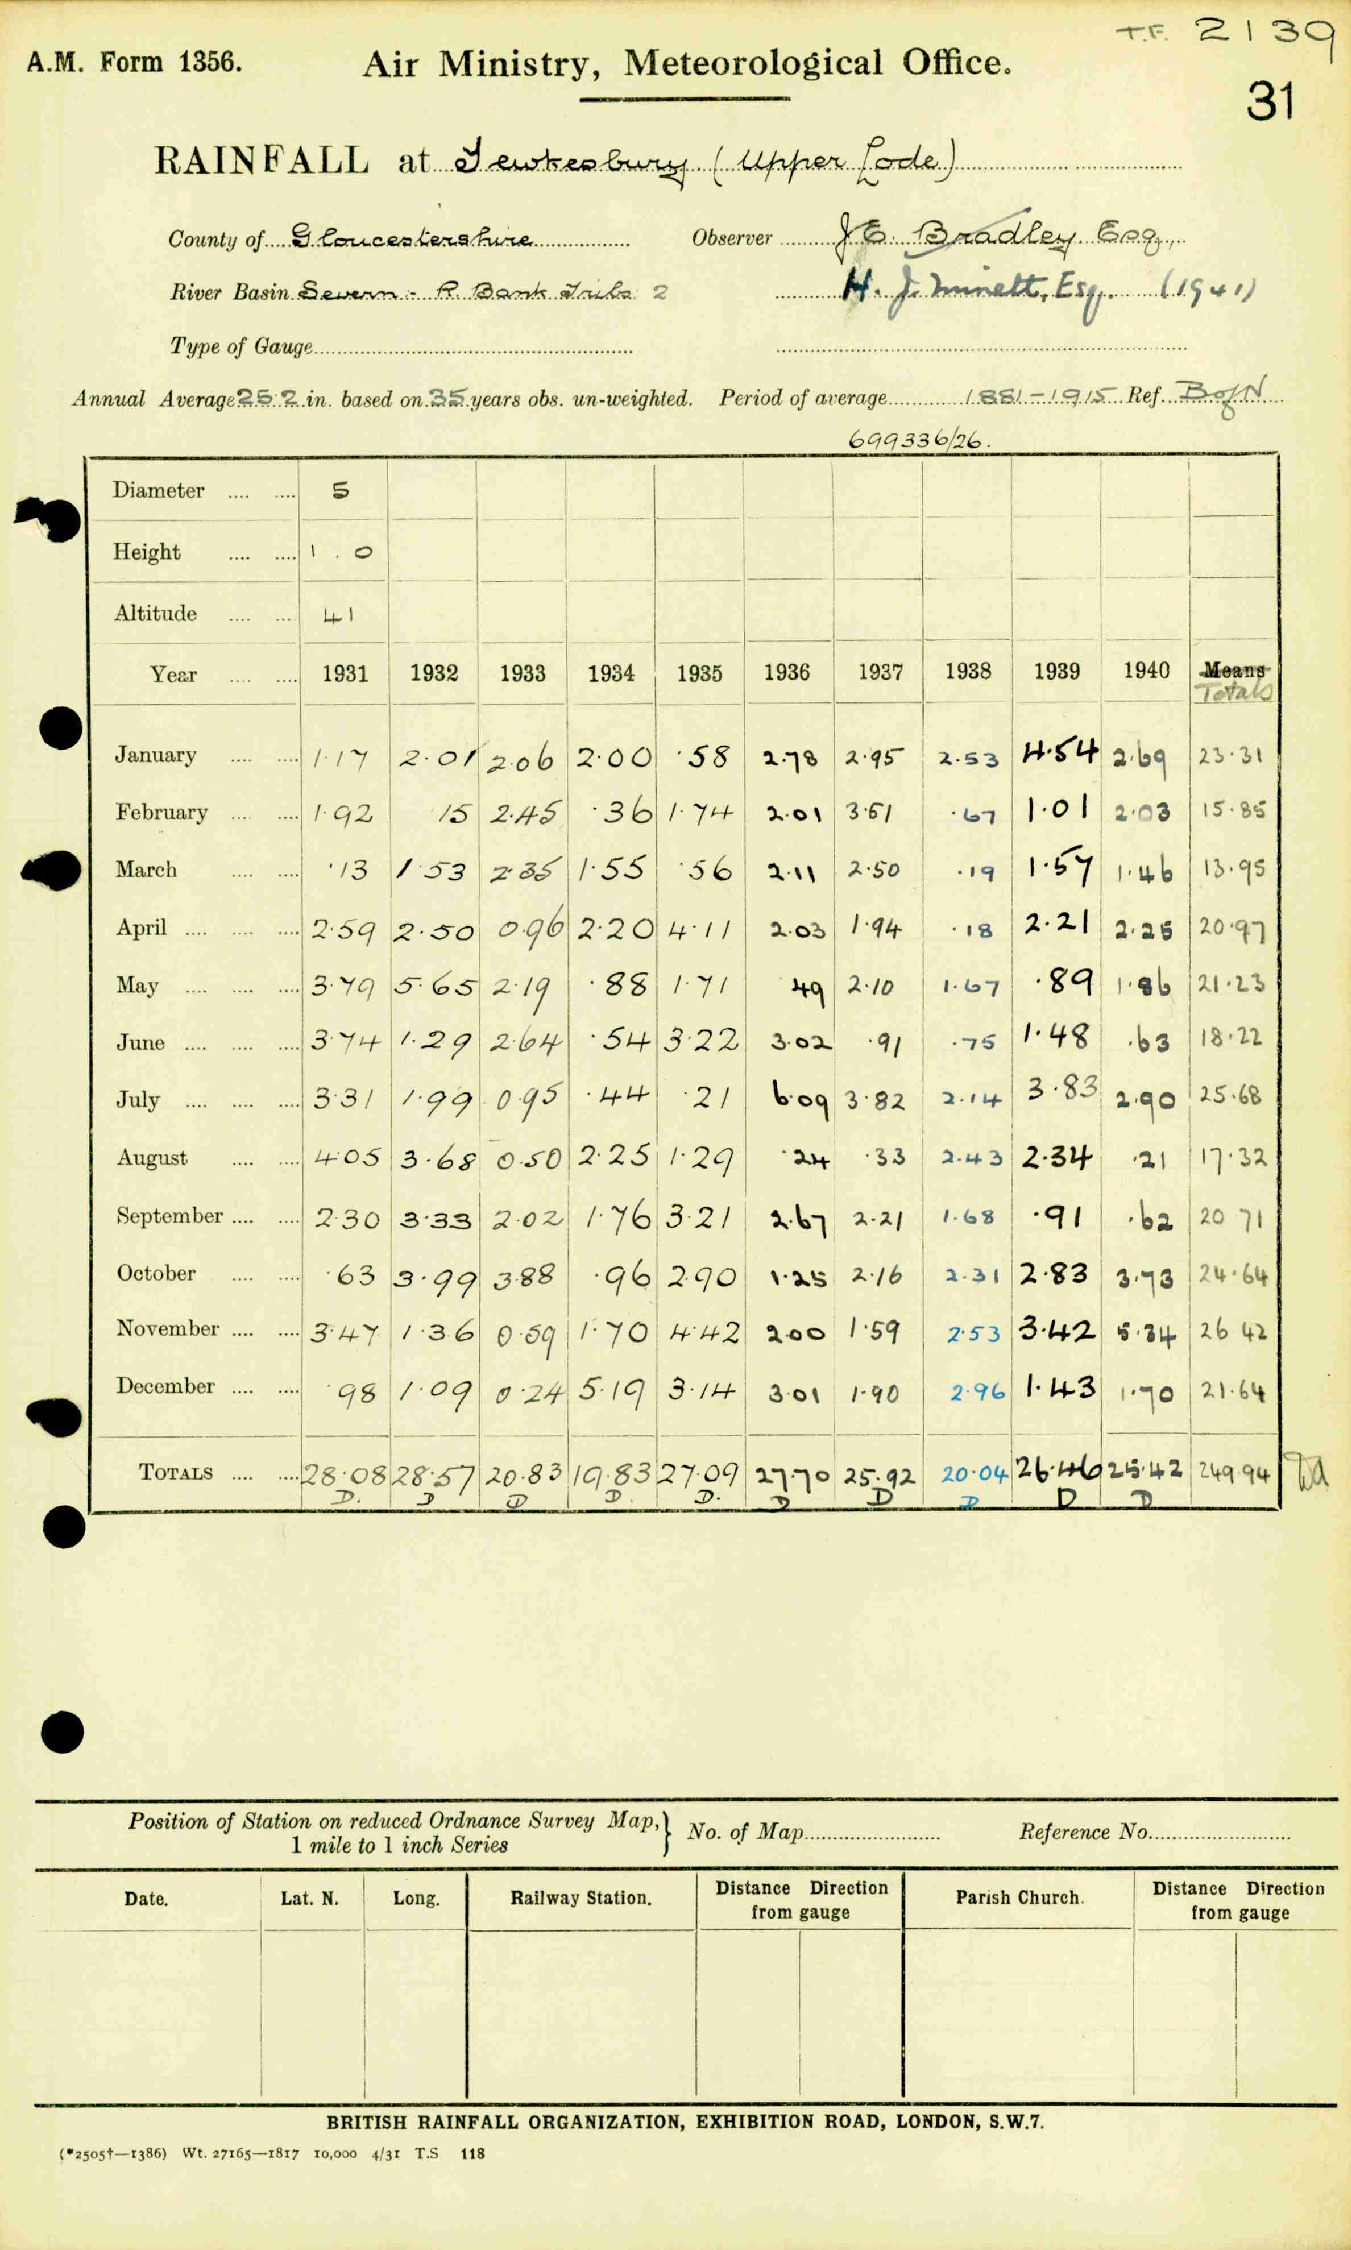 T.F. 2139
A.M. Form 1356. Air Ministry, Meteorological Office.
31
RAINFALL at Tewkesbury (Upper Lode)
County of Gloucestershire Observer J.E. Bradley Esq.,
River Basin Severn - R. Bank Tribs 2 H. J. Minett, Esq. (1941)
Type of Gauge
Annual Average 25.2 in. based on 35 years obs. un-weighted. Period of average 1881-1915 Ref. B of N
699336/26.
Diameter 5
Height 1.0
Altitude 41
Year 1931 1932 1933 1934 1935 1936 1937 1938 1939 1940 Means
Totals
January 1.17 2.01 2.06 2.00 .58 2.78 2.95 2.53 4.54 2.69 23.31
February 1.92 15 2.45 .36 1.74 2.01 3.51 .67 1.01 2.03 15.85
March .13 1.53 2.35 1.55 .56 2.11 2.50 .19 1.57 1.46 13.95
April 2.59 2.50 0.96 2.20 4.11 2.03 1.94 .18 2.21 2.25 20.97
May 3.79 5.65 2.19 .88 1.71 49 2.10 1.67 .89 1.86 21.23
June 3.74 1.29 2.64 .54 3.22 3.02 .91 .75 1.48 .63 18.22
July 3.31 1.99 0.95 .44 .21 6.09 3.82 2.14 3.83 2.90 25.68
August 4.05 3.68 0.50 2.25 1.29 .24 .33 2.43 2.34 .21 17.32
September 2.30 3.33 2.02 1.76 3.21 2.67 2.21 1.68 .91 .62 20 71
October .63 3.99 3.88 .96 2.90 1.25 2.16 2.31 2.83 3.73 24.64
November 3.47 1.36 0.59 1.70 4.42 2.00 1.59 2.53 3.42 5.34 26 42
December .98 1.09 0.24 5.19 3.14 3.01 1.90 2.96 1.43 1.70 21.64
TOTALS 28.08 28.57 20.83 19.83 27.09 27.70 25.92 20.04 26.46 25.42 249.94
D. D D D. D. D D D D D
Position of Station on reduced Ordnance Survey Map,} No. of Map Reference No.
1 mile to 1 inch Series
Date. Lat. N. Long. Railway Station. Distance Direction from gauge Parish Church. Distance Direction from gauge
BRITISH RAINFALL ORGANIZATION, EXHIBITION ROAD, LONDON, S.W.7.
(*2505†—1386) Wt. 27165—1817 10,000 4/31 T.S 118